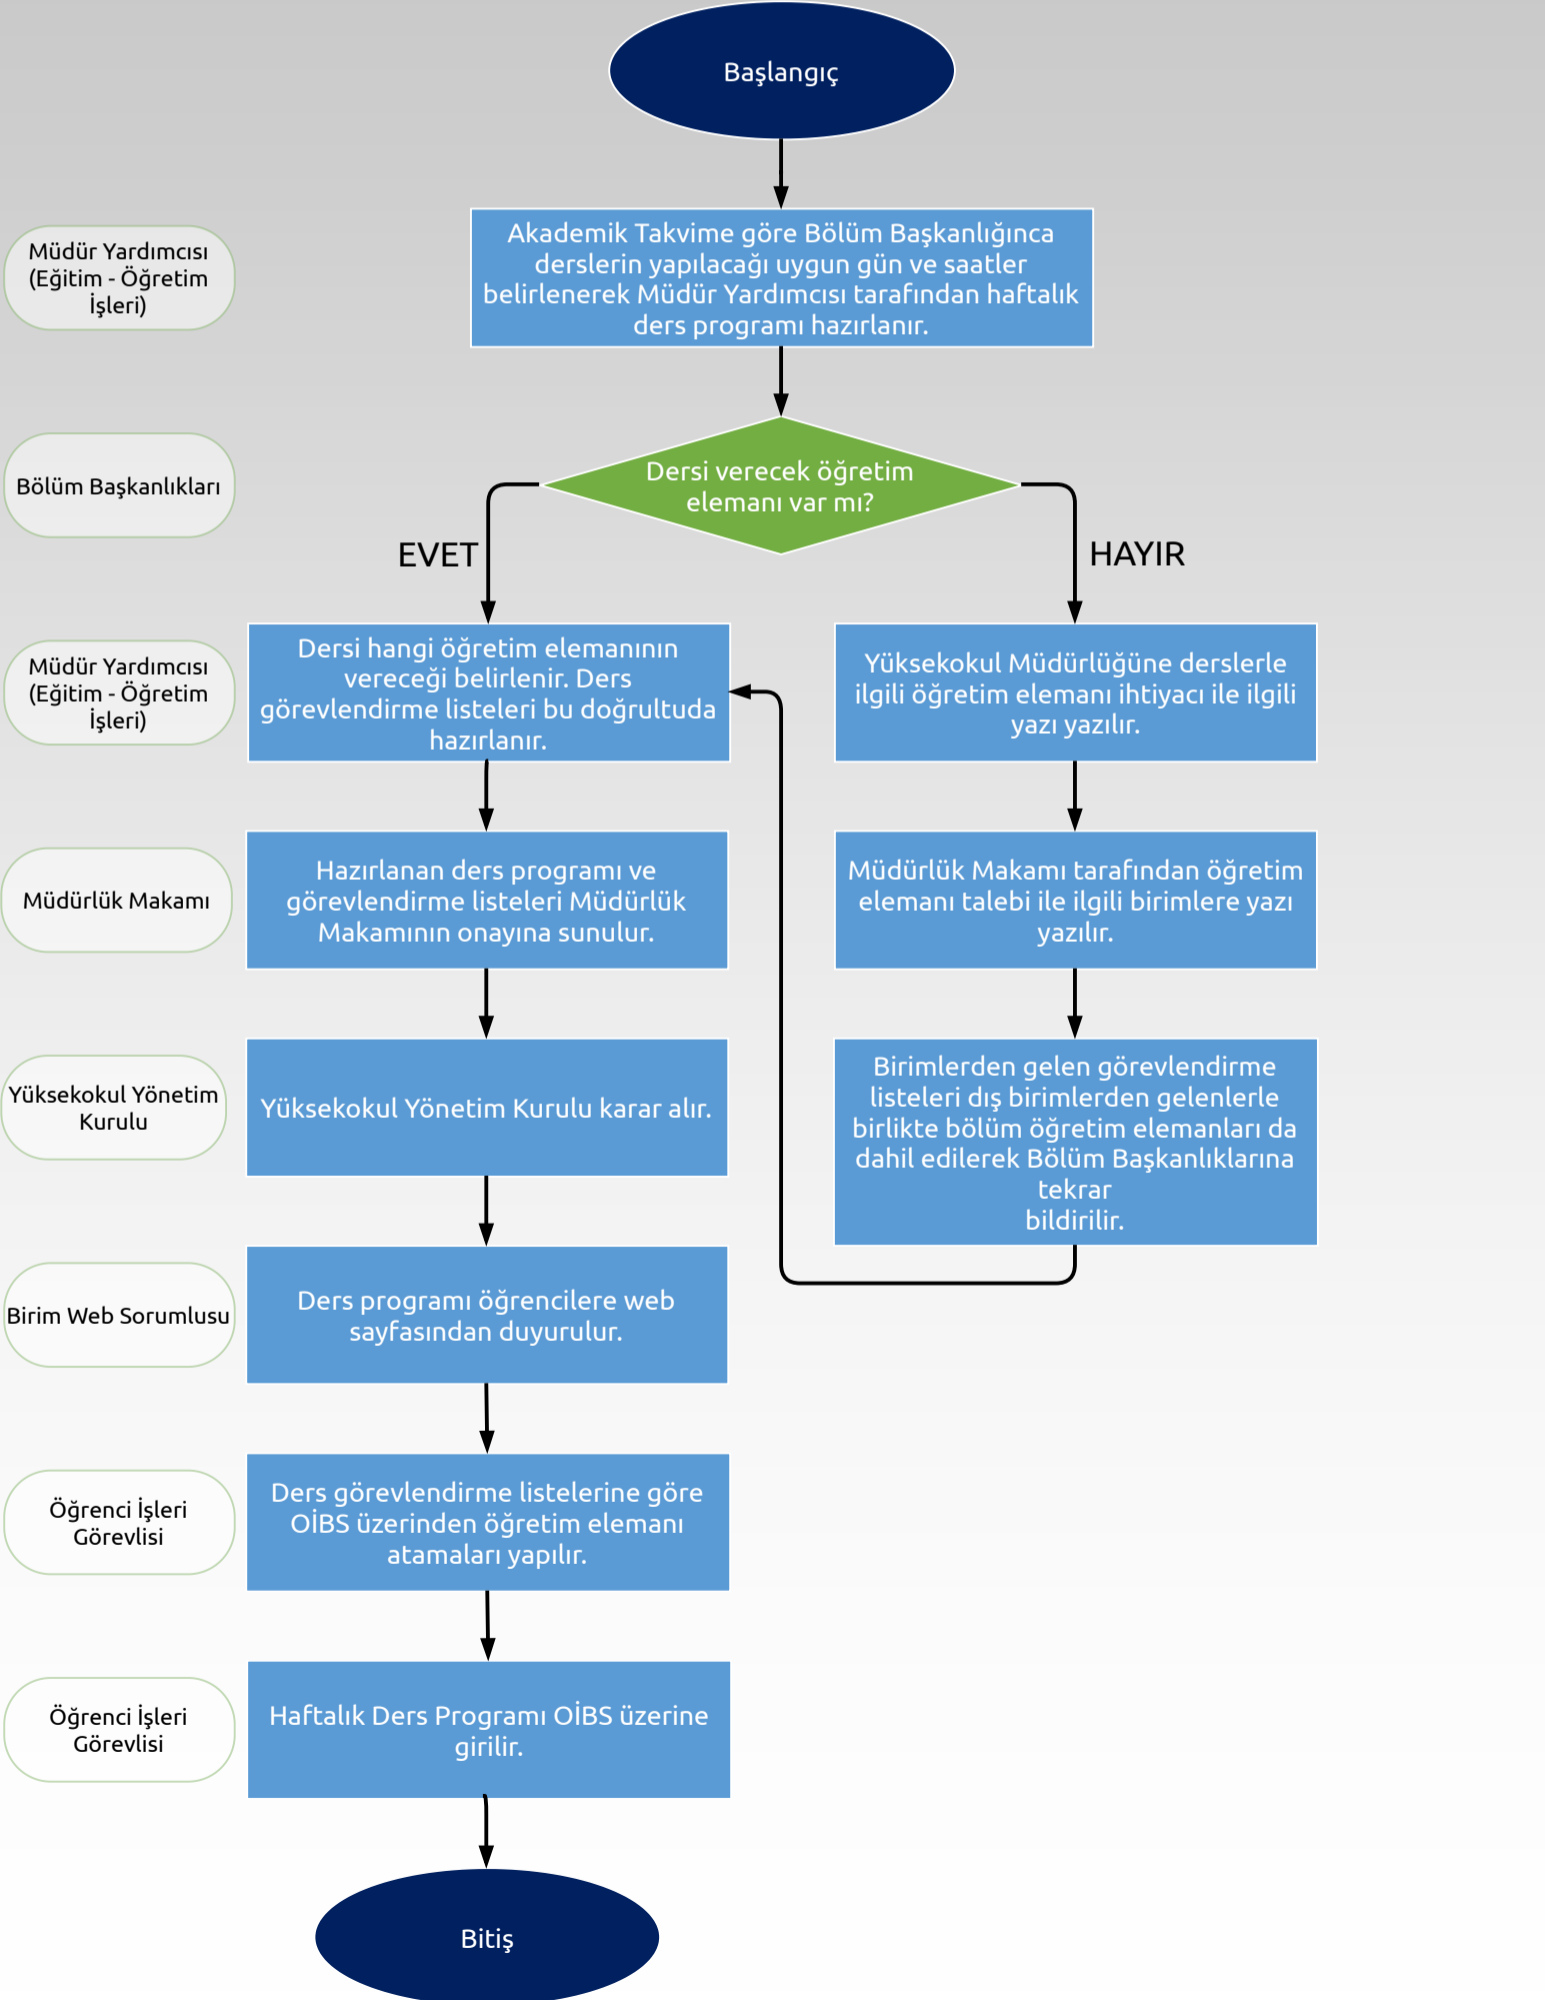 Başlangıç
Müdür Yardımcısı
(Eğitim - Öğretim
İşleri)
Akademik Takvime göre Bölüm Başkanlığınca
derslerin yapılacağı uygun gün ve saatler
belirlenerek Müdür Yardımcısı tarafından haftalık
ders programı hazırlanır.
Bölüm Başkanlıkları
Dersi verecek öğretim
elemanı var mı?
EVET
HAYIR
Müdür Yardımcısı
(Eğitim - Öğretim
İşleri)
Dersi hangi öğretim elemanının
vereceği belirlenir. Ders
görevlendirme listeleri bu doğrultuda
hazırlanır.
Yüksekokul Müdürlüğüne derslerle
ilgili öğretim elemanı ihtiyacı ile ilgili
yazı yazılır.
Müdürlük Makamı
Hazırlanan ders programı ve
görevlendirme listeleri Müdürlük
Makamının onayına sunulur.
Müdürlük Makamı tarafından öğretim
elemanı talebi ile ilgili birimlere yazı
yazılır.
Yüksekokul Yönetim
Kurulu
Yüksekokul Yönetim Kurulu karar alır.
Birimlerden gelen görevlendirme
listeleri dış birimlerden gelenlerle
birlikte bölüm öğretim elemanları da
dahil edilerek Bölüm Başkanlıklarına
tekrar
bildirilir.
Birim Web Sorumlusu
Ders programı öğrencilere web
sayfasından duyurulur.
Öğrenci İşleri
Görevlisi
Ders görevlendirme listelerine göre
OİBS üzerinden öğretim elemanı
atamaları yapılır.
Öğrenci İşleri
Görevlisi
Haftalık Ders Programı OİBS üzerine
girilir.
Bitiş